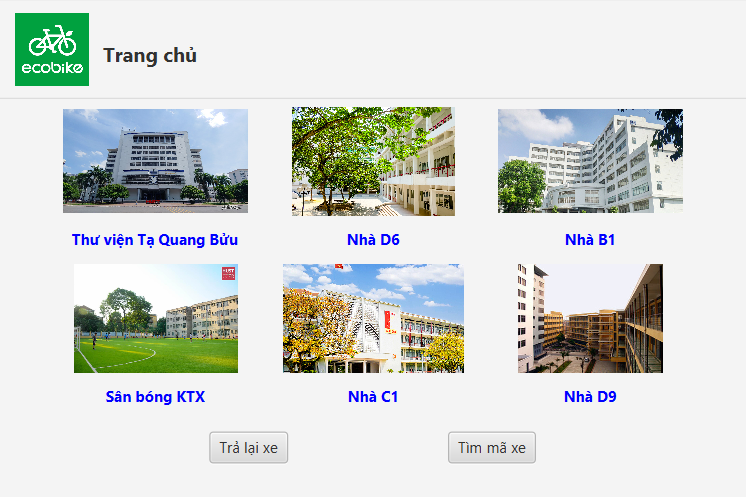 ecobike
Trang chủ
Thư viện Tạ Quang Bửu
Nhà D6
Nhà B1
Sân bóng KTX
Nhà C1
Nhà D9
Trả lại xe
Tìm mã xe